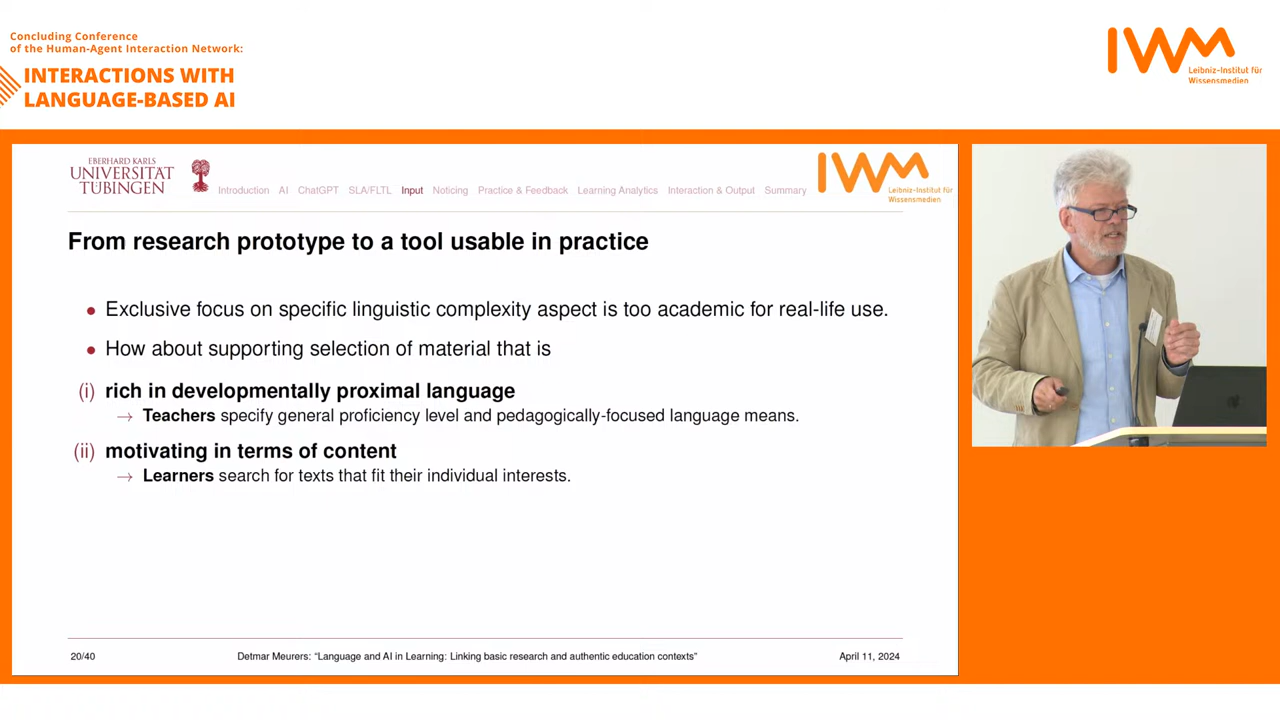 Concluding Conference
of the Human-Agent Interaction Network:
INTERACTIONS WITH
LANGUAGE-BASED AI
IWM
Leibniz-Institut für
Wissensmedien
EBERHARD KARLS
UNIVERSITÄT
TÜBINGEN
Introduction AI ChatGPT SLA/FLTL Input Noticing Practice & Feedback Learning Analytics Interaction & Output Summary
IWM
Leibniz-Institut für
Wissensmedien
From research prototype to a tool usable in practice
• Exclusive focus on specific linguistic complexity aspect is too academic for real-life use.
• How about supporting selection of material that is
(i) rich in developmentally proximal language
→ Teachers specify general proficiency level and pedagogically-focused language means.
(ii) motivating in terms of content
→ Learners search for texts that fit their individual interests.
20/40 Detmar Meurers: “Language and AI in Learning: Linking basic research and authentic education contexts” April 11, 2024